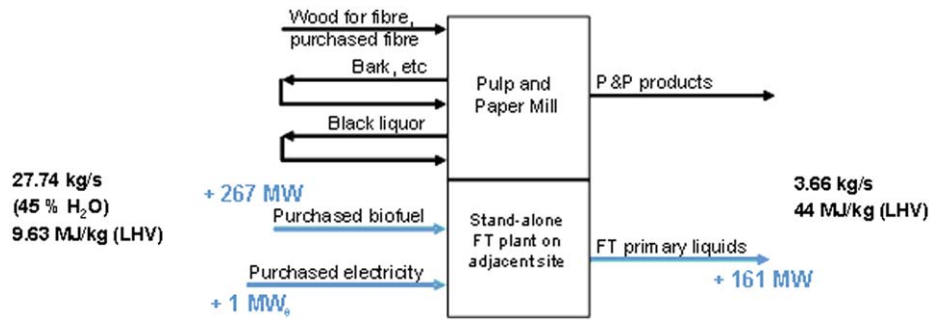 Wood for fibre,
purchased fibre
Bark, etc
Black liquor
Pulp and
Paper Mill
P&P products
27.74 kg/s
(45 % H₂O)
9.63 MJ/kg (LHV)
+ 267 MW
Purchased biofuel
Purchased electricity
+ 1 MWₑ
Stand-alone
FT plant on
adjacent site
FT primary liquids
+ 161 MW
3.66 kg/s
44 MJ/kg (LHV)